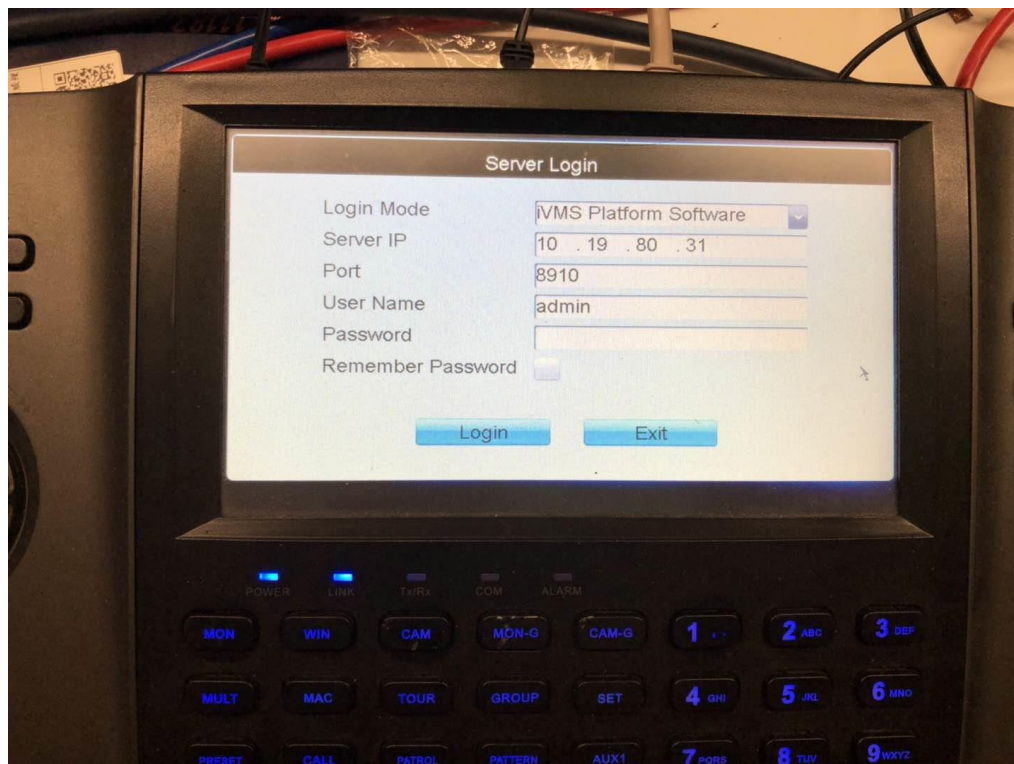 Server Login
Login Mode iVMS Platform Software
Server IP 10 . 19 . 80 . 31
Port 8910
User Name admin
Password
Remember Password
Login Exit
POWER LINK Tx/Rx COM ALARM
MON WIN CAM MON-G CAM-G 1 2 ABC 3 DEF
MULT MAC TOUR GROUP SET 4 GHI 5 JKL 6 MNO
PRESET CALL PATROL PATTERN AUX1 7 PQRS 8 TUV 9 WXYZ